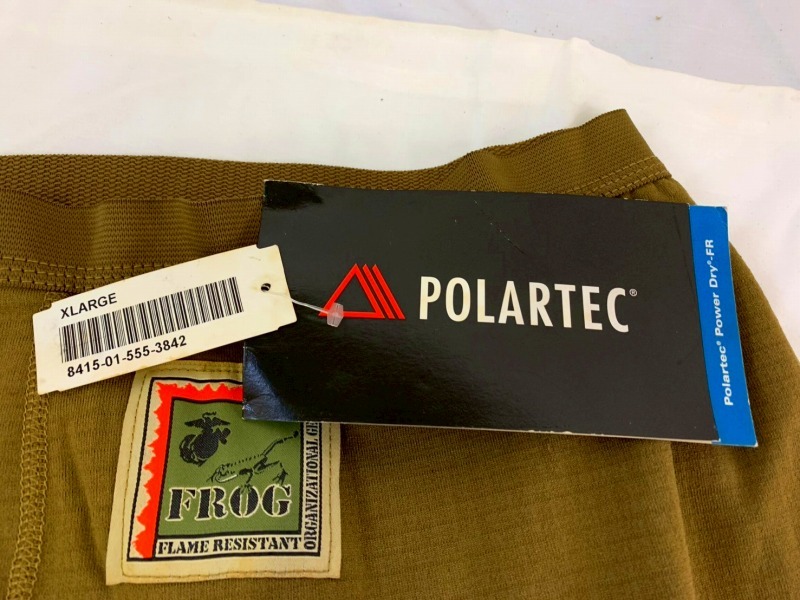 XLARGE
8415-01-555-3842
POLARTEC®
Polartec® Power Dry®-FR
FROG
FLAME RESISTANT
ORGANIZATIONAL